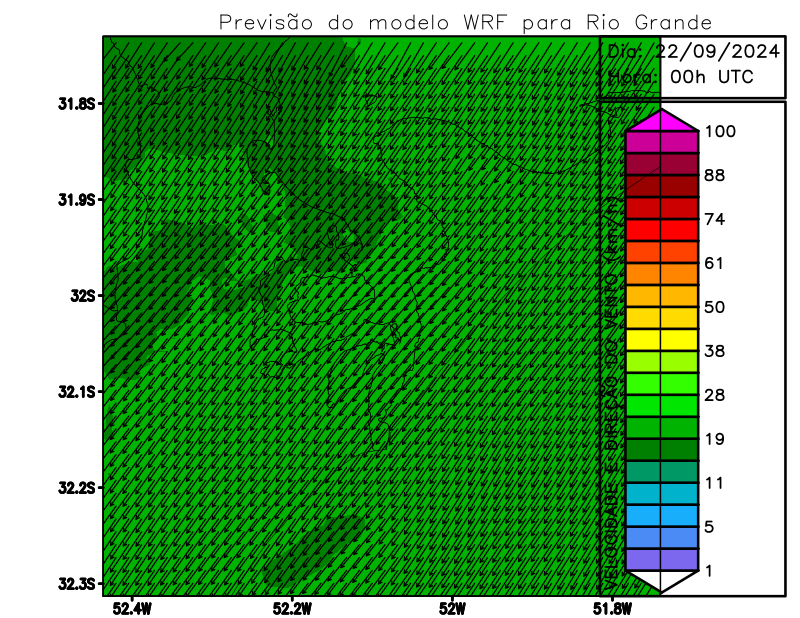 Previsão do modelo WRF para Rio Grande
Dia: 22/09/2024
Hora: 00h UTC
31.8S
31.9S
32S
32.1S
32.2S
32.3S
52.4W
52.2W
52W
51.8W
VELOCIDADE E DIREÇÃO DO VENTO (km/h)
100
88
74
61
50
38
28
19
11
5
1